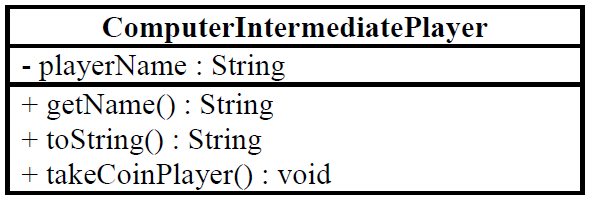 ComputerIntermediatePlayer
- playerName : String
+ getName() : String
+ toString() : String
+ takeCoinPlayer() : void